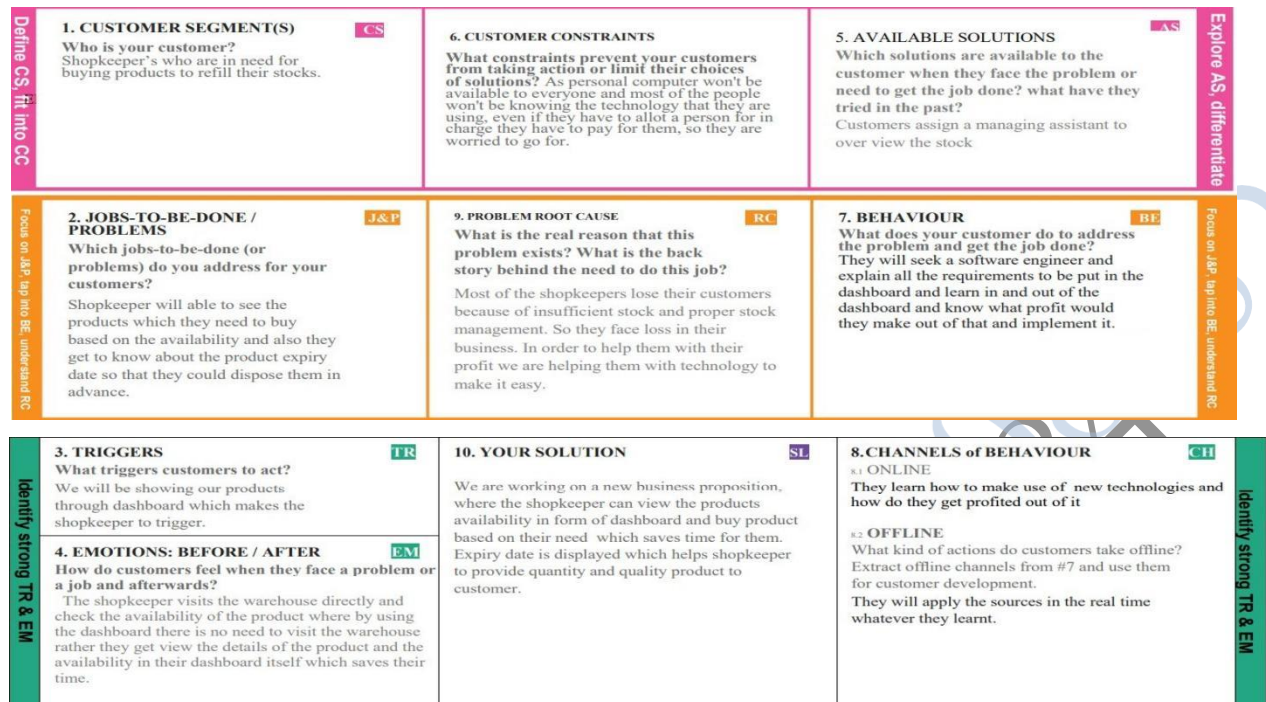 Define CS, fit into CC
1. CUSTOMER SEGMENT(S)
CS
Who is your customer?
Shopkeeper's who are in need for
buying products to refill their stocks.
6. CUSTOMER CONSTRAINTS
What constraints prevent your customers
from taking action or limit their choices
of solutions? As personal computer won't be
available to everyone and most of the people
won't be knowing the technology that they are
using, even if they have to allot a person for in
charge they have to pay for them, so they are
worried to go for.
5. AVAILABLE SOLUTIONS
AS
Which solutions are available to the
customer when they face the problem or
need to get the job done? what have they
tried in the past?
Customers assign a managing assistant to
over view the stock
Explore AS, differentiate
Focus on J&P, tap into BE, understand RC
2. JOBS-TO-BE-DONE /
PROBLEMS
J&P
Which jobs-to-be-done (or
problems) do you address for your
customers?
Shopkeeper will able to see the
products which they need to buy
based on the availability and also they
get to know about the product expiry
date so that they could dispose them in
advance.
9. PROBLEM ROOT CAUSE
RC
What is the real reason that this
problem exists? What is the back
story behind the need to do this job?
Most of the shopkeepers lose their customers
because of insufficient stock and proper stock
management. So they face loss in their
business. In order to help them with their
profit we are helping them with technology to
make it easy.
7. BEHAVIOUR
BE
What does your customer do to address
the problem and get the job done?
They will seek a software engineer and
explain all the requirements to be put in the
dashboard and learn in and out of the
dashboard and know what profit would
they make out of that and implement it.
Focus on J&P, tap into BE, understand RC
Identify strong TR & EM
3. TRIGGERS
TR
What triggers customers to act?
We will be showing our products
through dashboard which makes the
shopkeeper to trigger.
4. EMOTIONS: BEFORE / AFTER
EM
How do customers feel when they face a problem or
a job and afterwards?
The shopkeeper visits the warehouse directly and
check the availability of the product where by using
the dashboard there is no need to visit the warehouse
rather they get view the details of the product and the
availability in their dashboard itself which saves their
time.
10. YOUR SOLUTION
SL
We are working on a new business proposition,
where the shopkeeper can view the products
availability in form of dashboard and buy product
based on their need which saves time for them.
Expiry date is displayed which helps shopkeeper
to provide quantity and quality product to
customer.
8.CHANNELS of BEHAVIOUR
CH
8.1 ONLINE
They learn how to make use of new technologies and
how do they get profited out of it
8.2 OFFLINE
What kind of actions do customers take offline?
Extract offline channels from #7 and use them
for customer development.
They will apply the sources in the real time
whatever they learnt.
Identify strong TR & EM